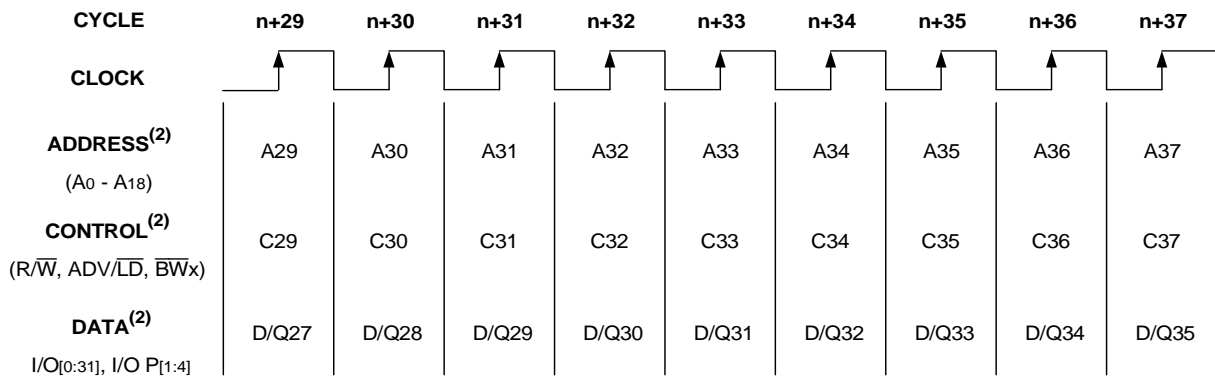 CYCLE n+29 n+30 n+31 n+32 n+33 n+34 n+35 n+36 n+37
CLOCK
ADDRESS(2) A29 A30 A31 A32 A33 A34 A35 A36 A37
(A0 - A18)
CONTROL(2) C29 C30 C31 C32 C33 C34 C35 C36 C37
(R/W̅, ADV/L̅D̅, B̅W̅x)
DATA(2) D/Q27 D/Q28 D/Q29 D/Q30 D/Q31 D/Q32 D/Q33 D/Q34 D/Q35
I/O[0:31], I/O P[1:4]